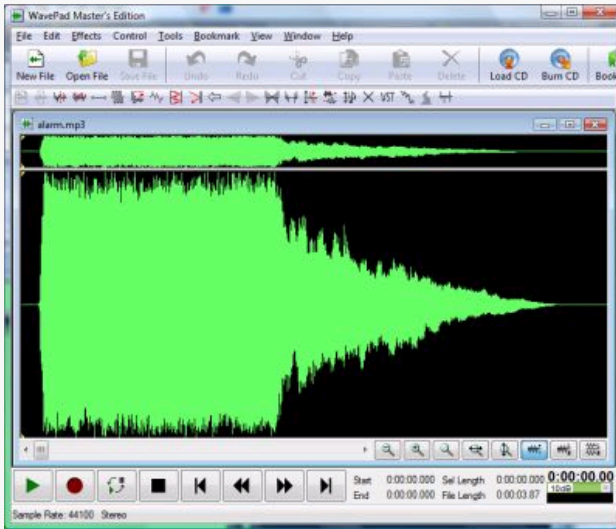 WavePad Master's Edition
File Edit Effects Control Tools Bookmark View Window Help
New File Open File Save File Undo Redo Cut Copy Paste Delete Load CD Burn CD Book
VST
alarm.mp3
Start 0:00:00.000 Sel Length 0:00:00.000 0:00:00.00
End 0:00:00.000 File Length 0:00:03.87
Sample Rate: 44100 Stereo